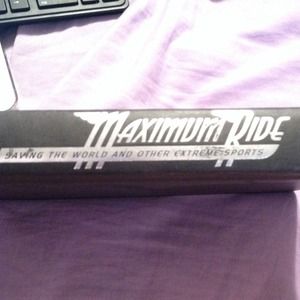 MAXIMUM RIDE
SAVING THE WORLD AND OTHER EXTREME SPORTS